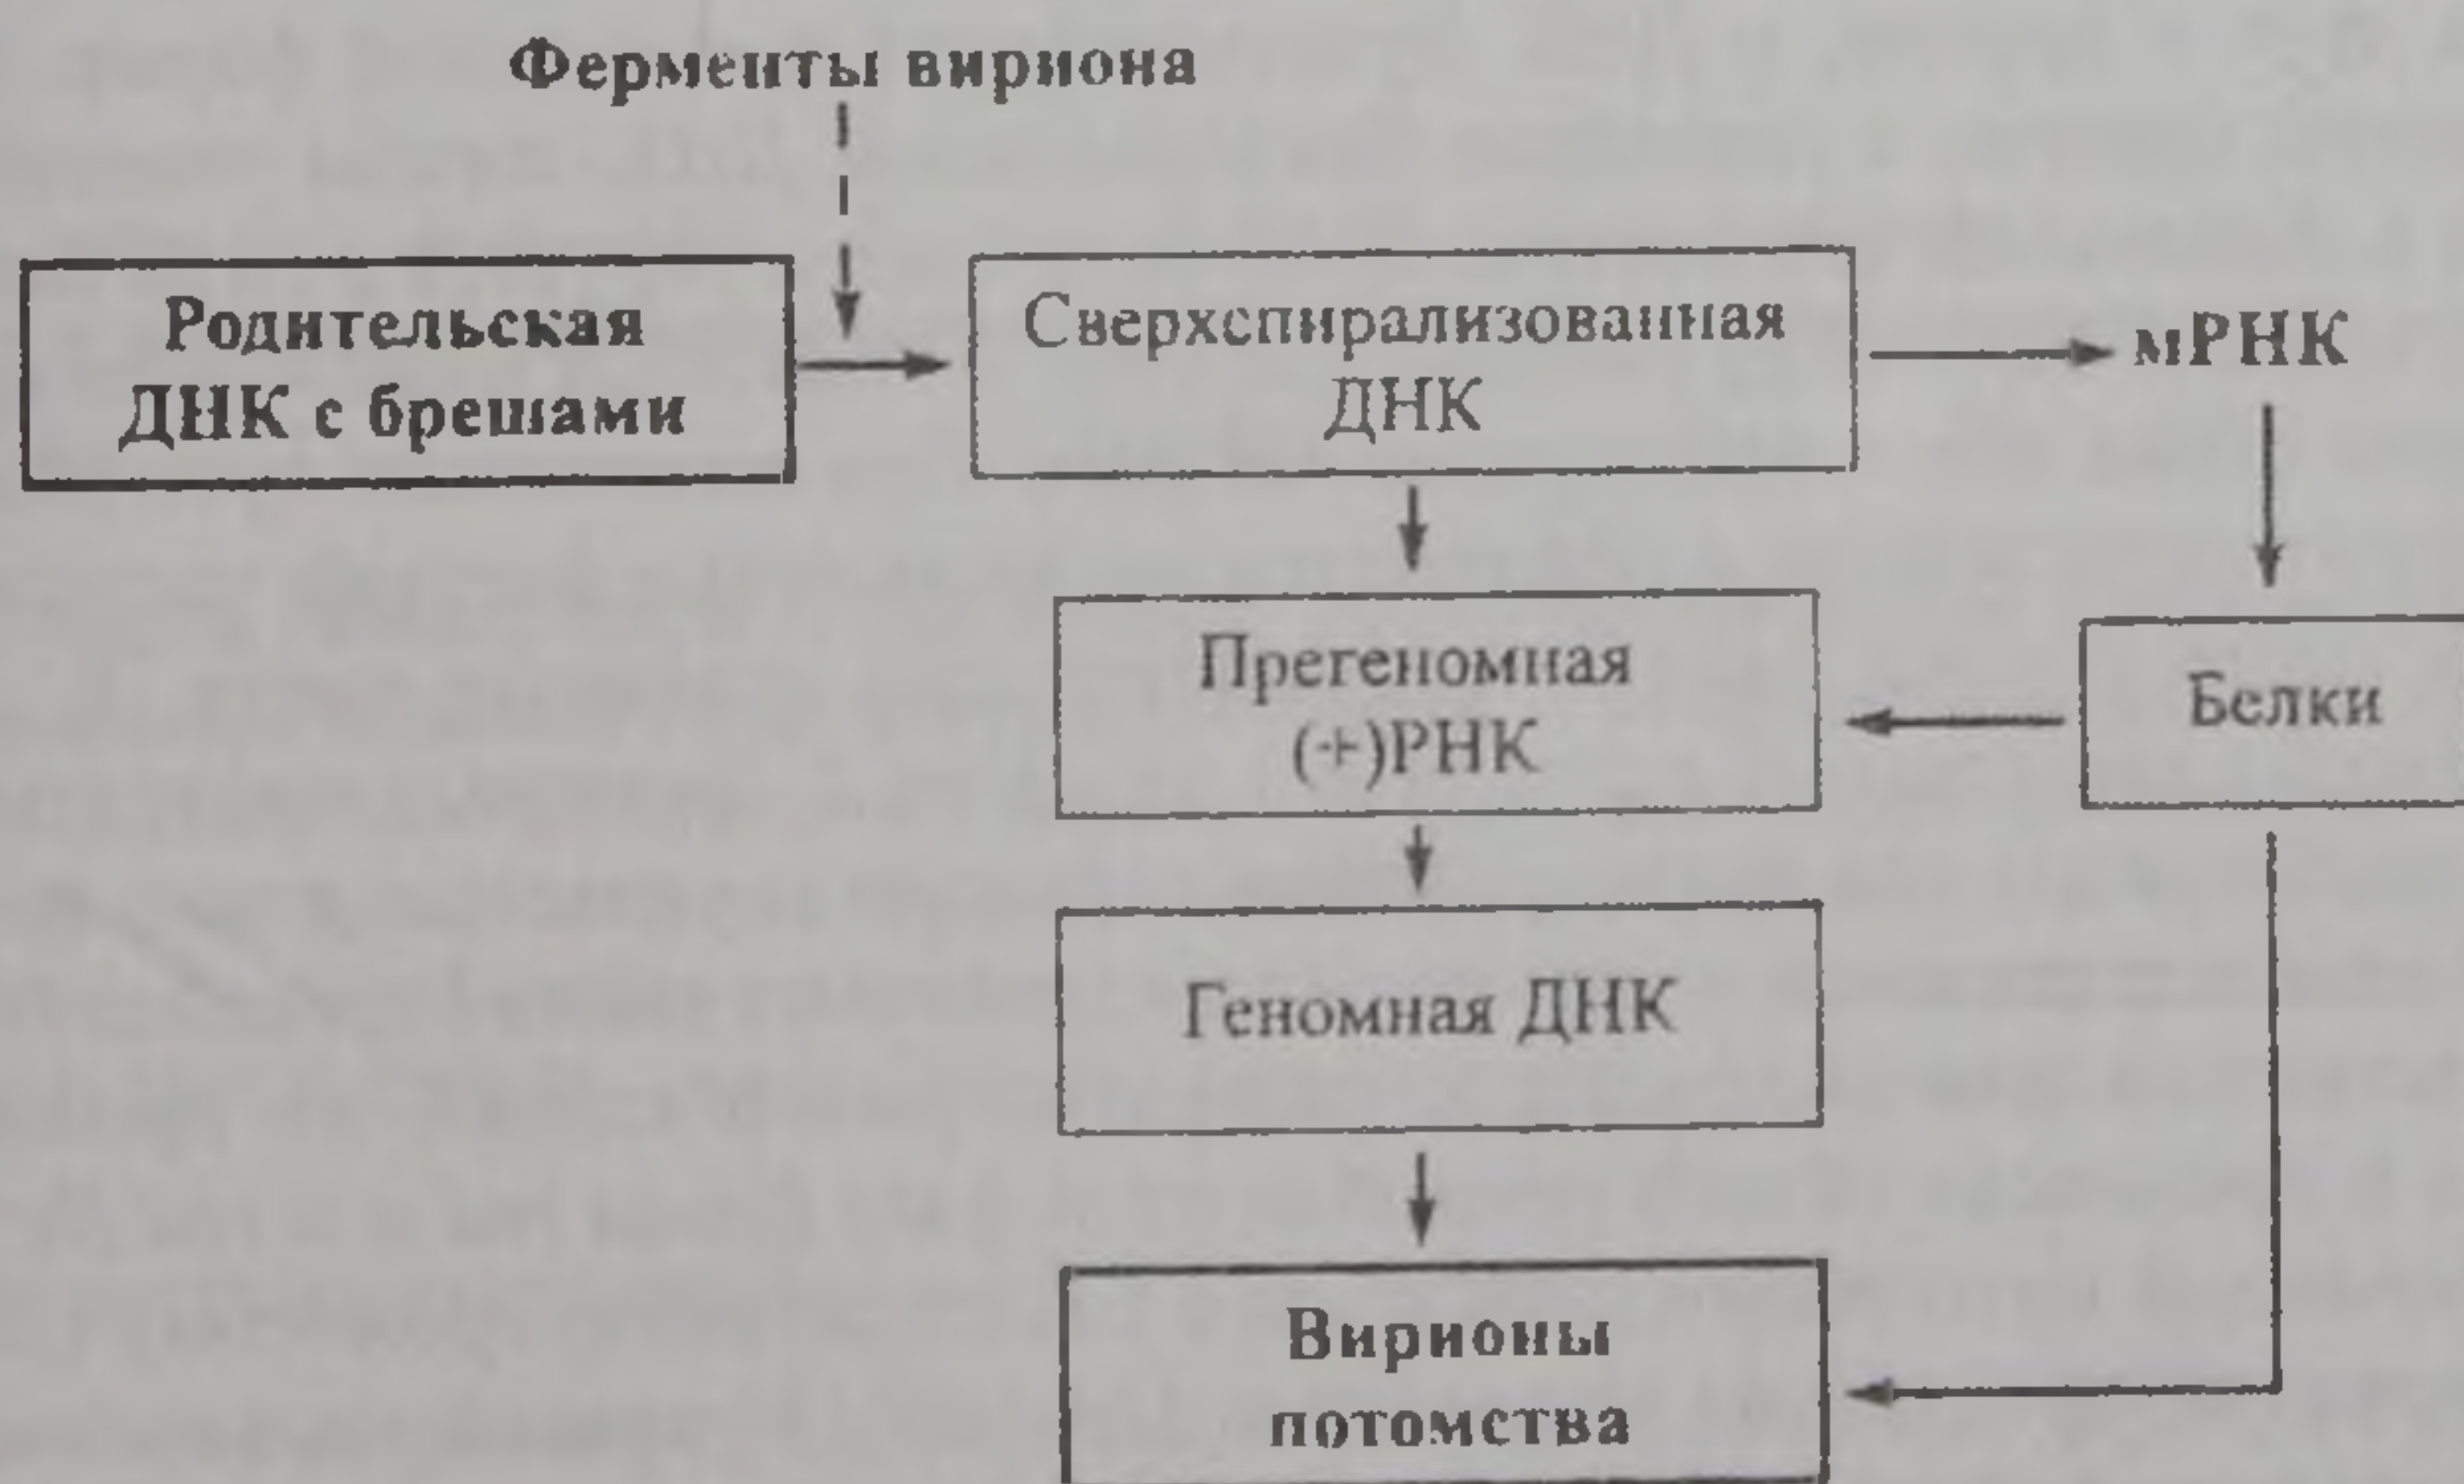 Ферменты вириона
Родительская
ДНК с брешами
Сверхспирализованная
ДНК
мРНК
Прегеномная
(+)РНК
Белки
Геномная ДНК
Вирионы
потомства